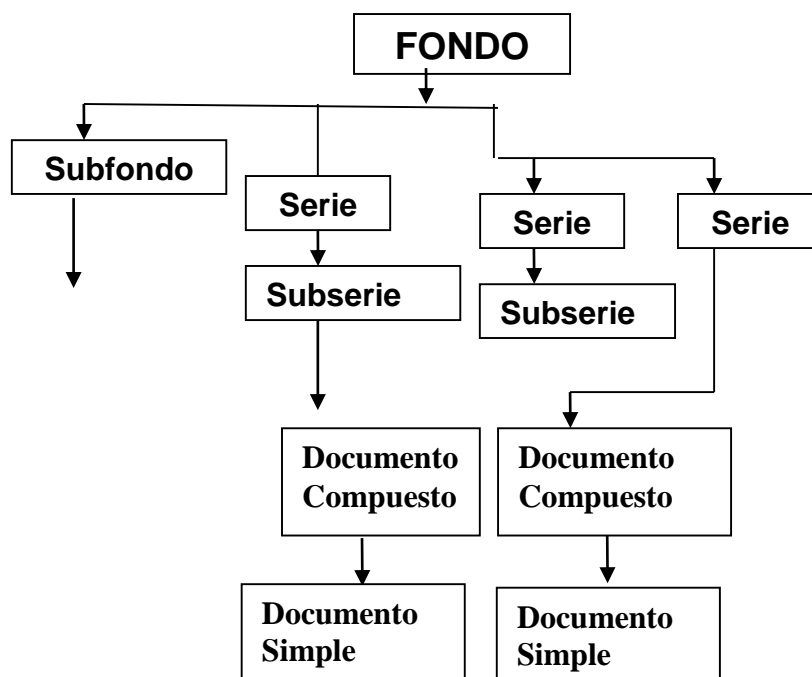 FONDO
Subfondo
Serie
Serie
Serie
Subserie
Subserie
Documento
Compuesto
Documento
Compuesto
Documento
Simple
Documento
Simple